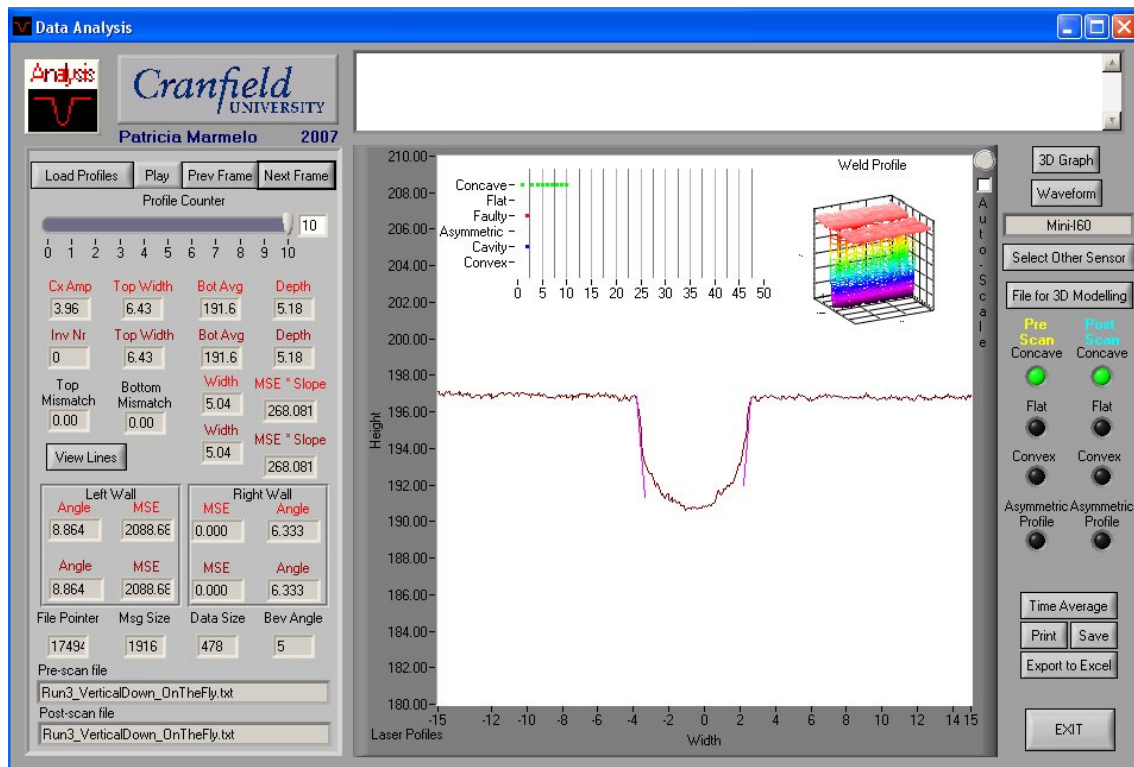 Data Analysis
Analysis
Cranfield
UNIVERSITY
Patricia Marmelo 2007
Load Profiles Play Prev Frame Next Frame
Profile Counter
10
0 1 2 3 4 5 6 7 8 9 10
Cx Amp Top Width Bot Avg Depth
3.96 6.43 191.6 5.18
Inv Nr Top Width Bot Avg Depth
0 6.43 191.6 5.18
Top Mismatch Bottom Mismatch Width MSE * Slope
0.00 0.00 5.04 268.081
Width MSE * Slope
5.04 268.081
View Lines
Left Wall Right Wall
Angle MSE MSE Angle
8.864 2088.68 0.000 6.333
Angle MSE MSE Angle
8.864 2088.68 0.000 6.333
File Pointer Msg Size Data Size Bev Angle
17494 1916 478 5
Pre-scan file
Run3_VerticalDown_OnTheFly.txt
Post-scan file
Run3_VerticalDown_OnTheFly.txt
210.00
208.00
206.00
204.00
202.00
200.00
198.00
196.00
194.00
192.00
190.00
188.00
186.00
184.00
182.00
180.00
Height
Concave
Flat
Faulty
Asymmetric
Cavity
Convex
0 5 10 15 20 25 30 35 40 45 50
Weld Profile
Auto-Scale
-15 -12 -10 -8 -6 -4 -2 0 2 4 6 8 10 12 14 15
Laser Pofiles
Width
3D Graph
Waveform
Mini-I60
Select Other Sensor
File for 3D Modelling
Pre Scan Post Scan
Concave Concave
Flat Flat
Convex Convex
Asymmetric Profile Asymmetric Profile
Time Average
Print Save
Export to Excel
EXIT